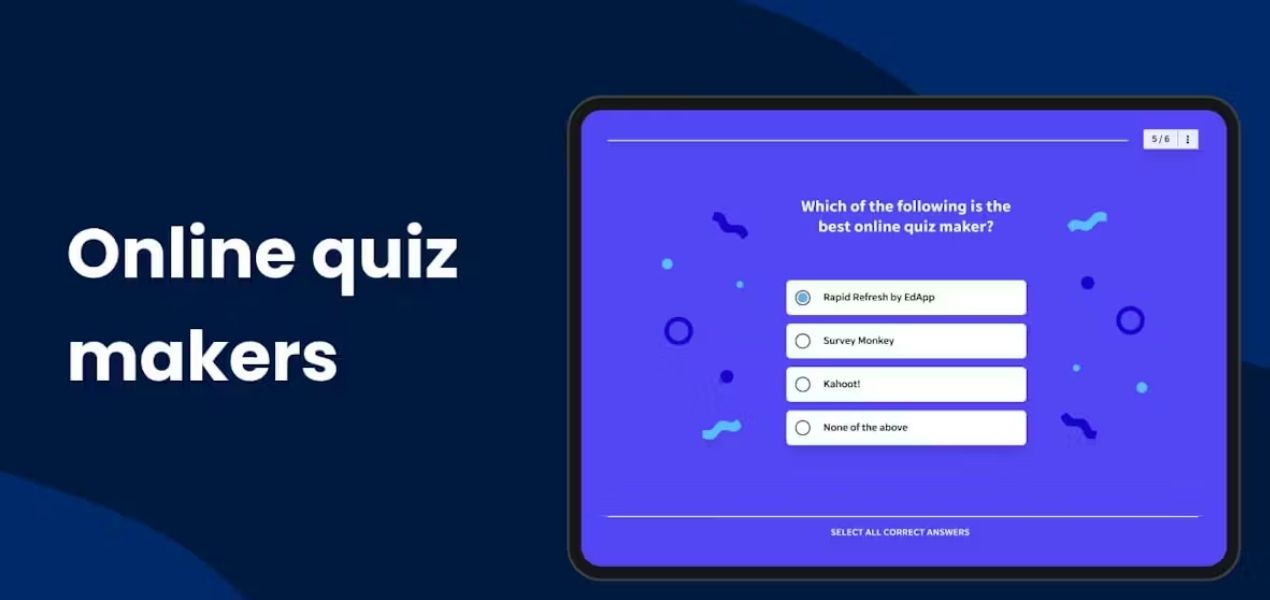 Online quiz
makers
5/6
Which of the following is the
best online quiz maker?
Rapid Refresh by EdApp
Survey Monkey
Kahoot!
None of the above
SELECT ALL CORRECT ANSWERS